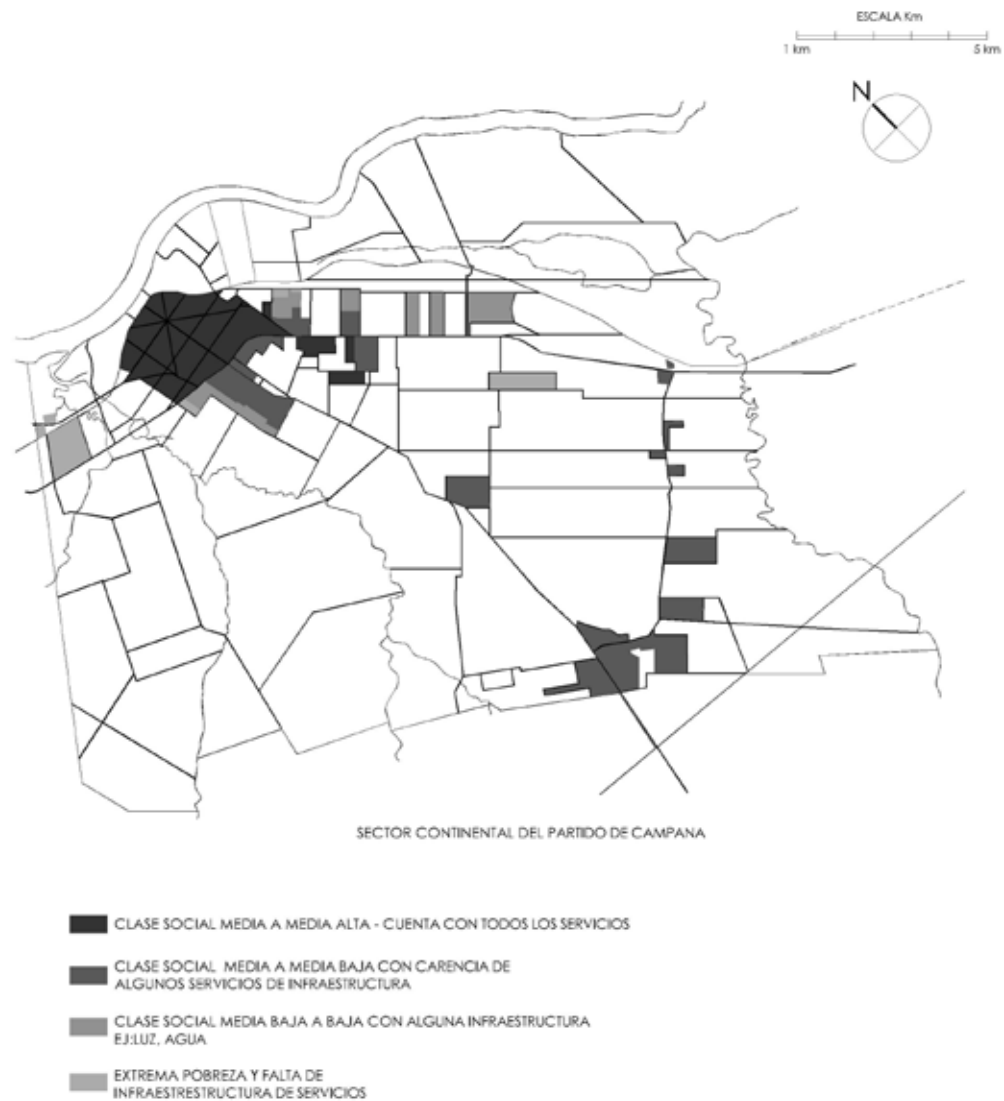 ESCALA Km
1 km 5 km
N
SECTOR CONTINENTAL DEL PARTIDO DE CAMPANA
CLASE SOCIAL MEDIA A MEDIA ALTA - CUENTA CON TODOS LOS SERVICIOS
CLASE SOCIAL MEDIA A MEDIA BAJA CON CARENCIA DE
ALGUNOS SERVICIOS DE INFRAESTRUCTURA
CLASE SOCIAL MEDIA BAJA A BAJA CON ALGUNA INFRAESTRUCTURA
EJ:LUZ, AGUA
EXTREMA POBREZA Y FALTA DE
INFRAESTRESTRUCTURA DE SERVICIOS